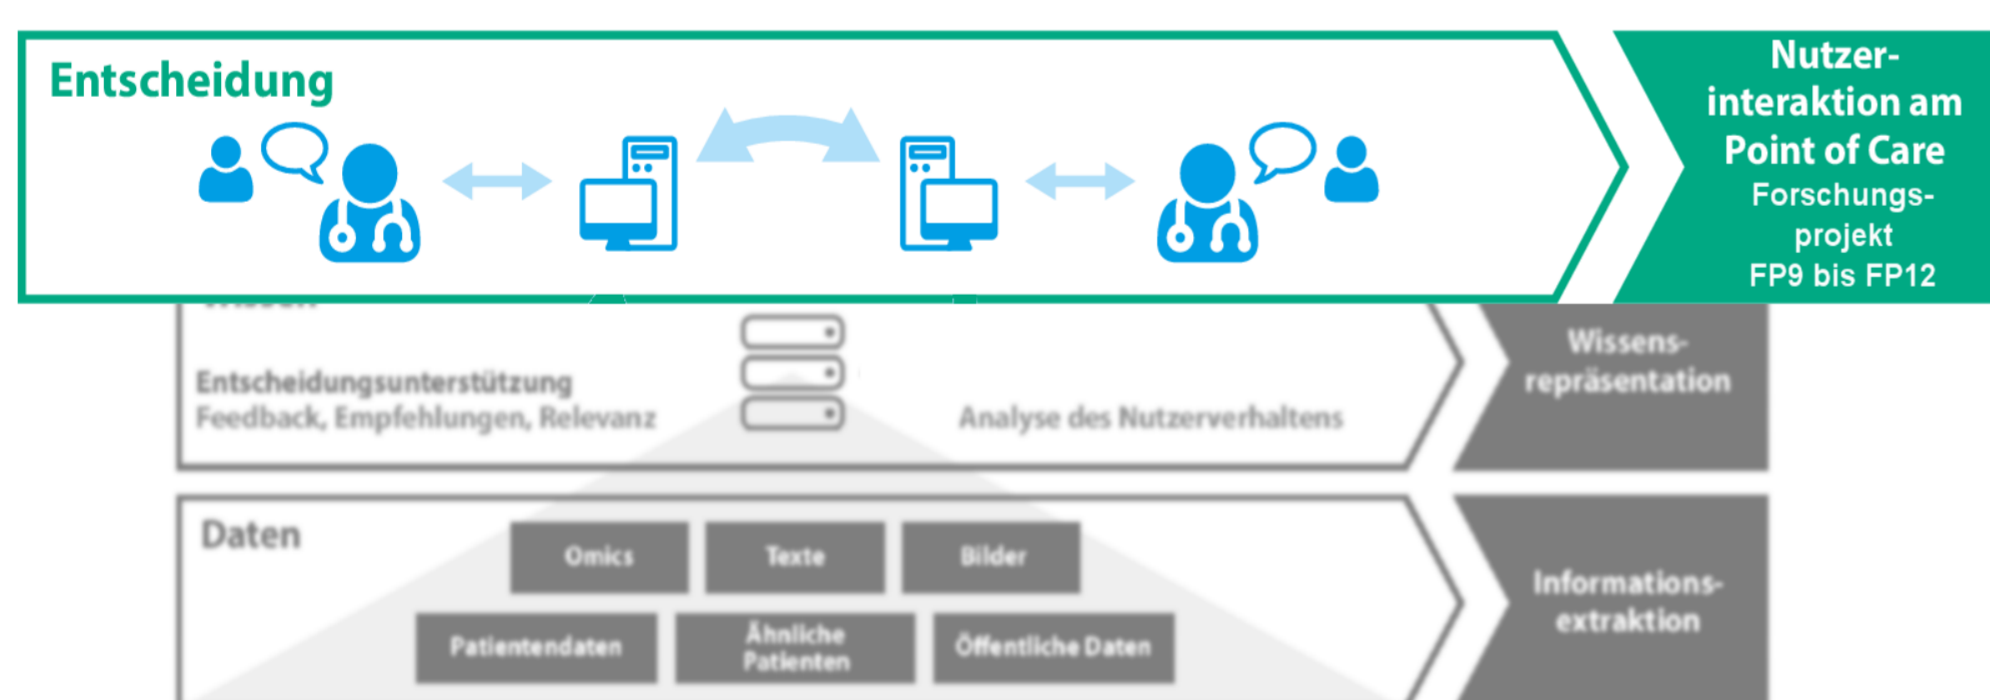 Entscheidung
Nutzer-
interaktion am
Point of Care
Forschungs-
projekt
FP9 bis FP12
Entscheidungsunterstützung
Feedback, Empfehlungen, Relevanz
Analyse des Nutzerverhaltens
Wissens-
repräsentation
Daten
Omics
Texte
Bilder
Patientendaten
Ähnliche
Patienten
Öffentliche Daten
Informations-
extraktion